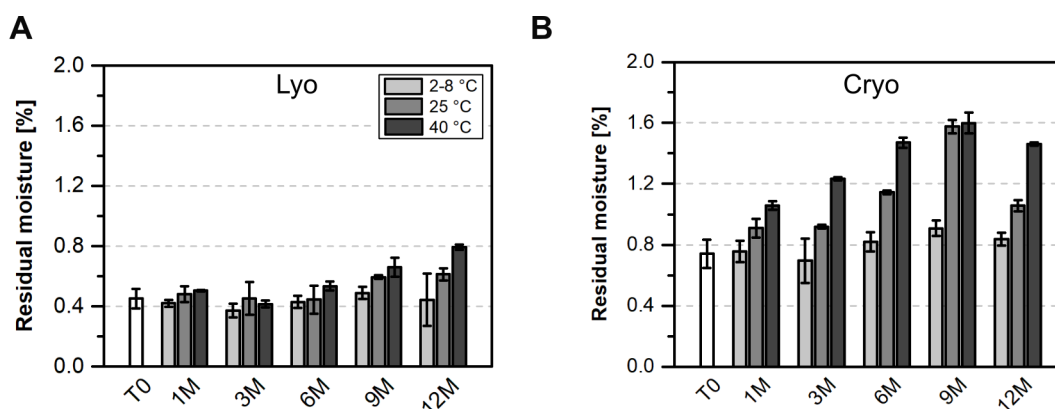 A
Lyo
2-8 °C
25 °C
40 °C
Residual moisture [%]
2.0
1.6
1.2
0.8
0.4
0.0
T0
1M
3M
6M
9M
12M
B
Cryo
Residual moisture [%]
2.0
1.6
1.2
0.8
0.4
0.0
T0
1M
3M
6M
9M
12M